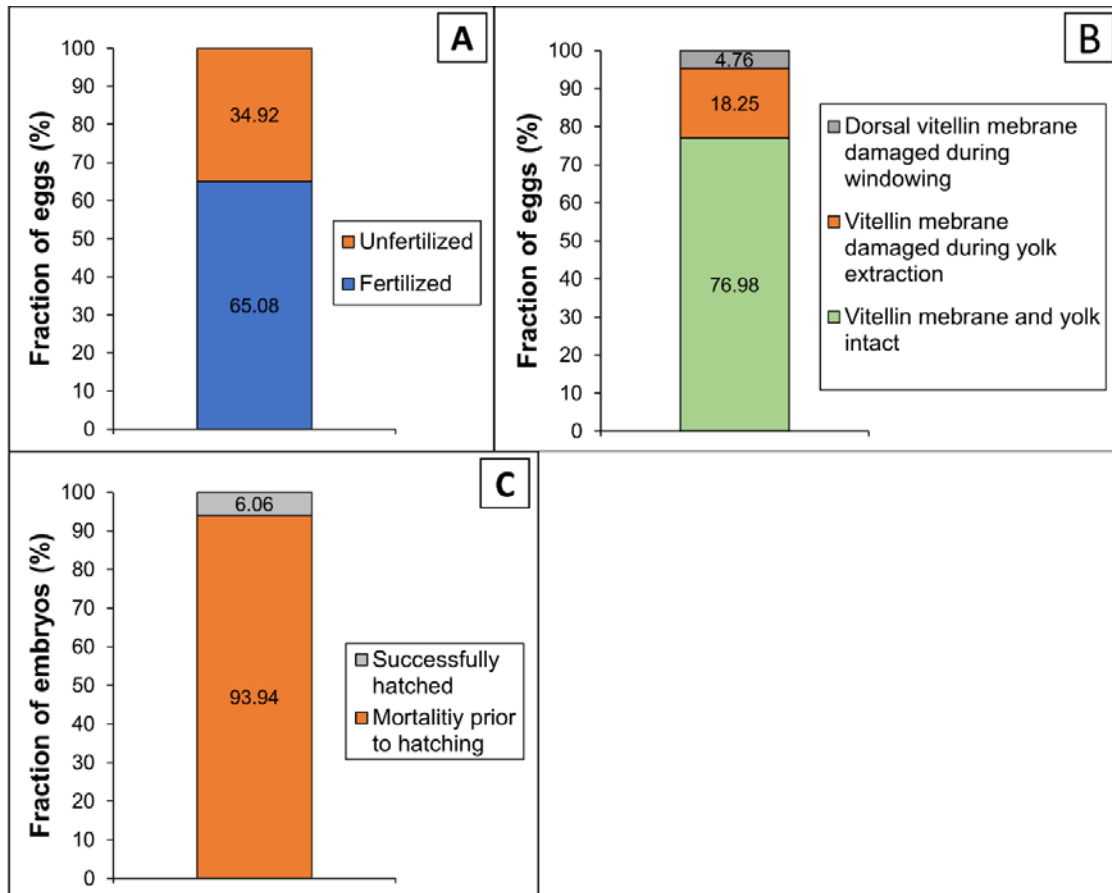 A
Fraction of eggs (%)
100
90
80
70
60
50
40
30
20
10
0
34.92
65.08
Unfertilized
Fertilized
B
Fraction of eggs (%)
100
90
80
70
60
50
40
30
20
10
0
4.76
18.25
76.98
Dorsal vitellin mebrane
damaged during
windowing
Vitellin mebrane
damaged during yolk
extraction
Vitellin mebrane and yolk
intact
C
Fraction of embryos (%)
100
90
80
70
60
50
40
30
20
10
0
6.06
93.94
Successfully
hatched
Mortalitiy prior
to hatching